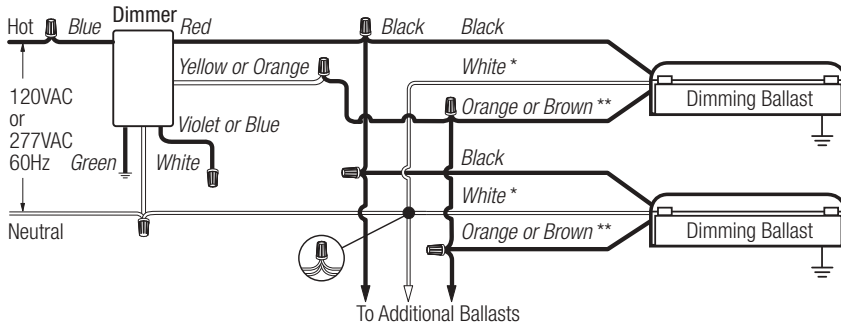 Dimmer
Hot
Blue
Red
Black
Black
Yellow or Orange
White *
120VAC
or
277VAC
60Hz
Orange or Brown **
Dimming Ballast
Violet or Blue
Green
White
Black
White *
Neutral
Orange or Brown **
Dimming Ballast
To Additional Ballasts